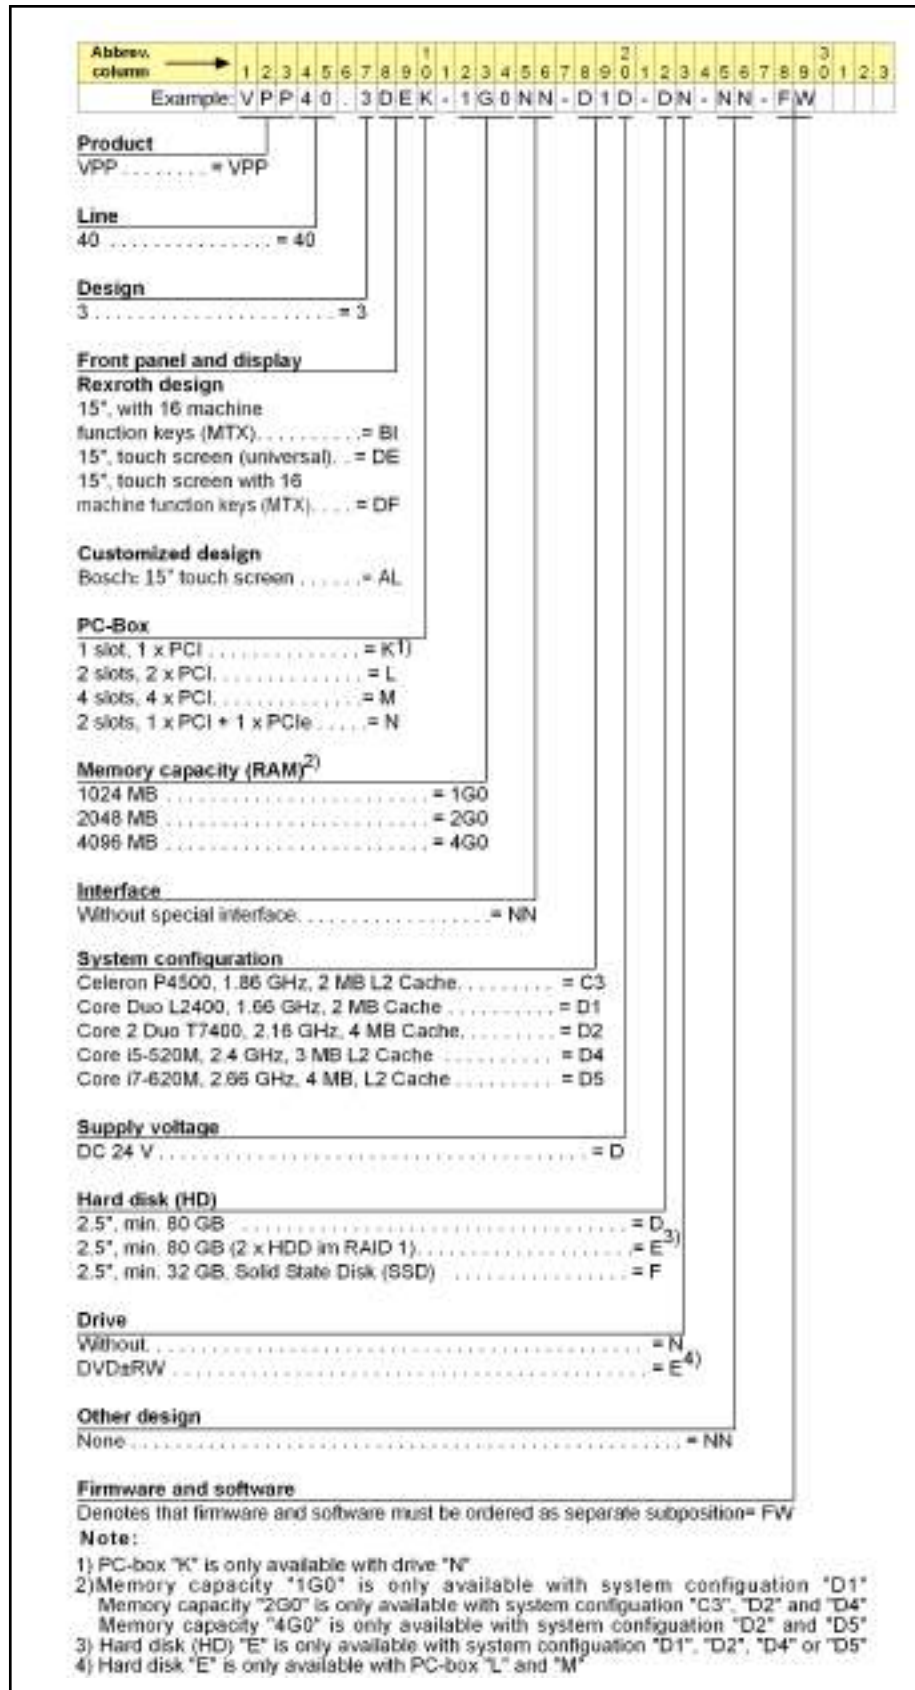 Abbrev. 1 2 3
column 1 2 3 4 5 6 7 8 9 0 1 2 3 4 5 6 7 8 9 0 1 2 3 4 5 6 7 8 9 0 1 2 3
Example: V P P 4 0 . 3 D E K - 1 G 0 N N - D 1 D - D N - N N - F W
Product
VPP . . . . . . . . = VPP
Line
40 . . . . . . . . . . . . . . . = 40
Design
3 . . . . . . . . . . . . . . . . . . . . . . = 3
Front panel and display
Rexroth design
15", with 16 machine
function keys (MTX). . . . . . . . . . = BI
15", touch screen (universal). . = DE
15", touch screen with 16
machine function keys (MTX). . . . = DF
Customized design
Bosch: 15" touch screen . . . . . . = AL
PC-Box
1 slot, 1 x PCI . . . . . . . . . . . . . . = K1)
2 slots, 2 x PCI. . . . . . . . . . . . . . = L
4 slots, 4 x PCI. . . . . . . . . . . . . . = M
2 slots, 1 x PCI + 1 x PCIe . . . . . = N
Memory capacity (RAM)2)
1024 MB . . . . . . . . . . . . . . . . . . . . . . . . . = 1G0
2048 MB . . . . . . . . . . . . . . . . . . . . . . . . . = 2G0
4096 MB . . . . . . . . . . . . . . . . . . . . . . . . . = 4G0
Interface
Without special interface. . . . . . . . . . . . . . . . . . . = NN
System configuration
Celeron P4500, 1.86 GHz, 2 MB L2 Cache. . . . . . . . . . = C3
Core Duo L2400, 1.66 GHz, 2 MB Cache . . . . . . . . . . . = D1
Core 2 Duo T7400, 2.16 GHz, 4 MB Cache. . . . . . . . . . = D2
Core i5-520M, 2.4 GHz, 3 MB L2 Cache . . . . . . . . . . . = D4
Core i7-620M, 2.66 GHz, 4 MB, L2 Cache . . . . . . . . . . = D5
Supply voltage
DC 24 V . . . . . . . . . . . . . . . . . . . . . . . . . . . . . . . . . . . . . . . . . . = D
Hard disk (HD)
2.5", min. 80 GB . . . . . . . . . . . . . . . . . . . . . . . . . . . . . . . . . . . . . . . = D
2.5", min. 80 GB (2 x HDD im RAID 1). . . . . . . . . . . . . . . . . . . . . . = E3)
2.5", min. 32 GB, Solid State Disk (SSD) . . . . . . . . . . . . . . . . . . = F
Drive
Without. . . . . . . . . . . . . . . . . . . . . . . . . . . . . . . . . . . . . . . . . . . . . . . . . = N
DVD±RW . . . . . . . . . . . . . . . . . . . . . . . . . . . . . . . . . . . . . . . . . . . . . . . = E4)
Other design
None . . . . . . . . . . . . . . . . . . . . . . . . . . . . . . . . . . . . . . . . . . . . . . . . . . . . . . = NN
Firmware and software
Denotes that firmware and software must be ordered as separate subposition= FW
Note:
1) PC-box "K" is only available with drive "N"
2)Memory capacity "1G0" is only available with system configuation "D1"
Memory capacity "2G0" is only available with system configuation "C3", "D2" and "D4"
Memory capacity "4G0" is only available with system configuation "D2" and "D5"
3) Hard disk (HD) "E" is only available with system configuation "D1", "D2", "D4" or "D5"
4) Hard disk "E" is only available with PC-box "L" and "M"